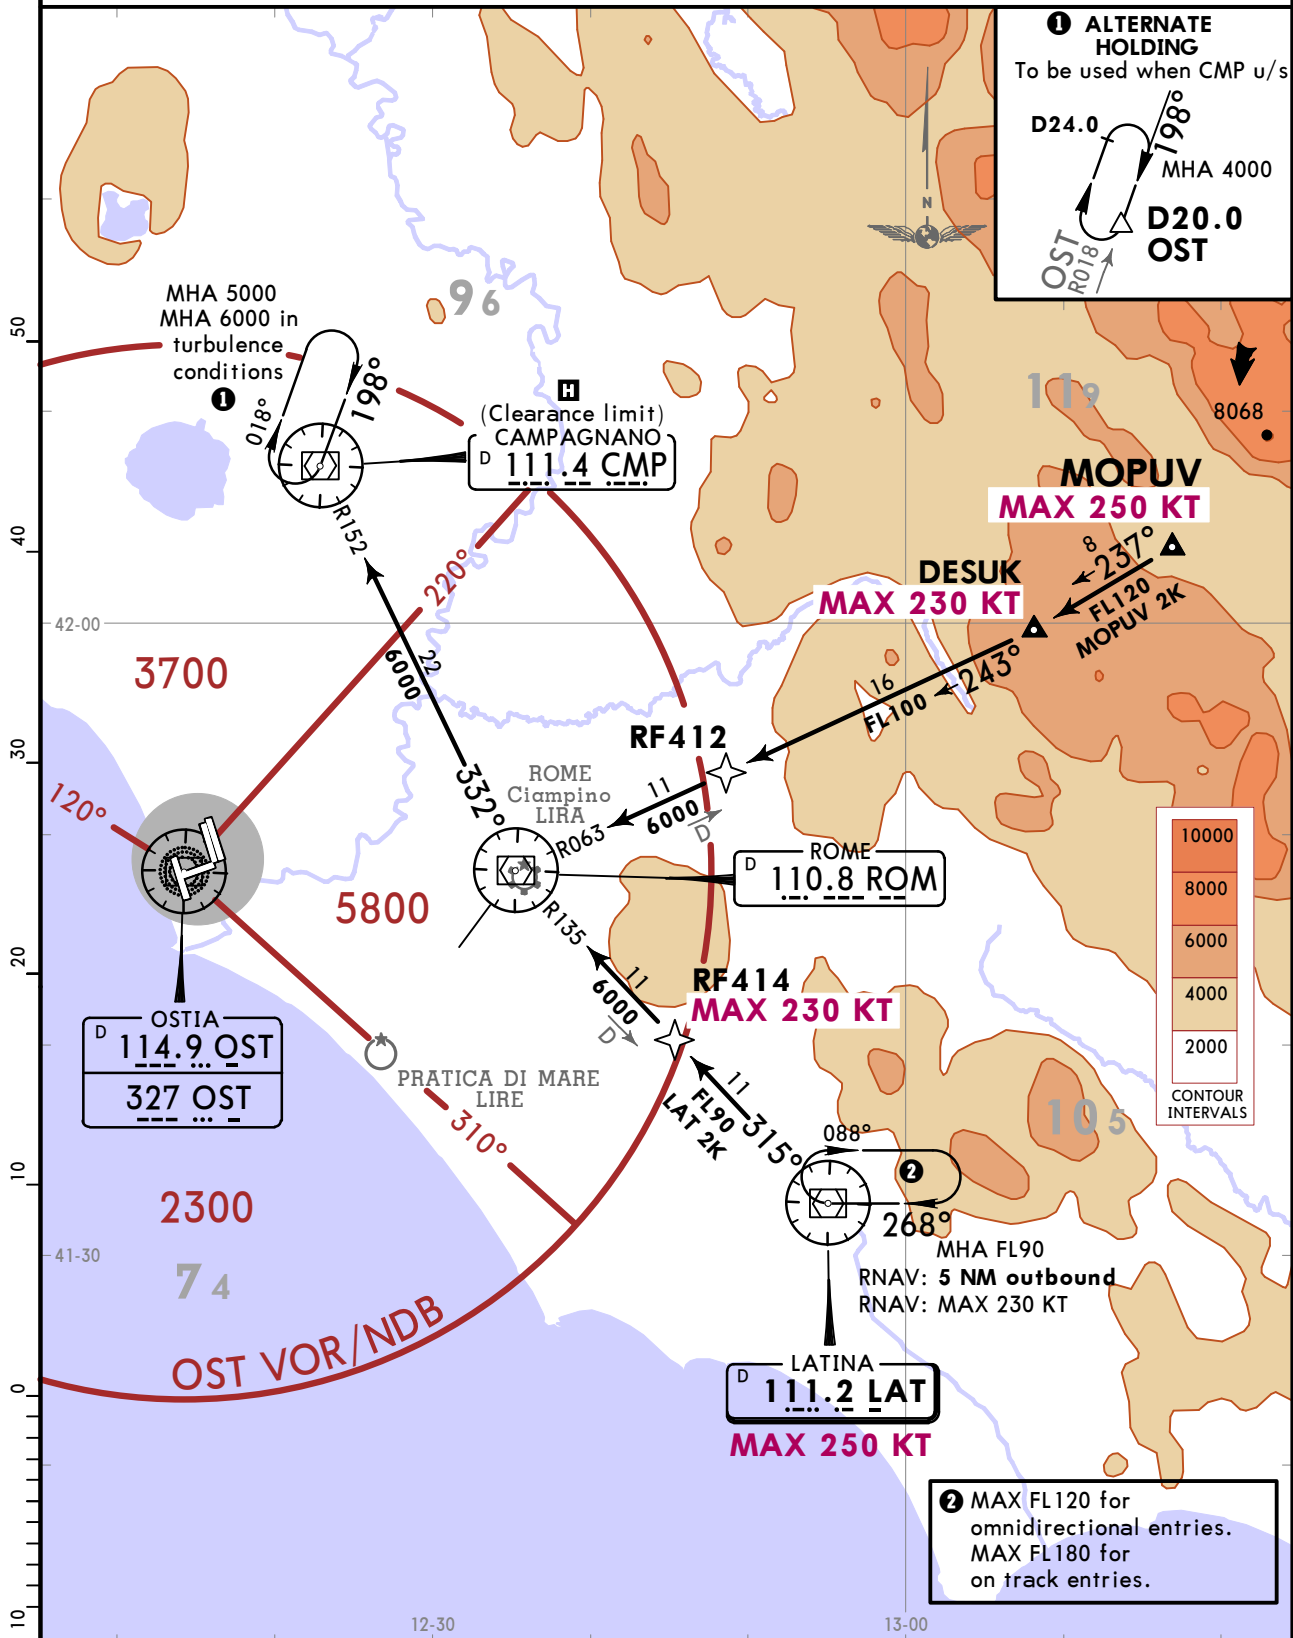 1 ALTERNATE
HOLDING
To be used when CMP u/s
D24.0
198°
MHA 4000
D20.0
OST
OST
R018
N
MHA 5000
MHA 6000 in
turbulence
conditions
1
96
50
018°
198°
H
(Clearance limit)
CAMPAGNANO
D 111.4 CMP
119
8068
MOPUV
MAX 250 KT
R152
40
220°
8
237°
FL120
MOPUV 2K
DESUK
MAX 230 KT
42-00
3700
22
6000
243°
16
FL100
RF412
30
332°
ROME
Ciampino
LIRA
11
6000
D
R063
120°
10000
8000
6000
4000
2000
CONTOUR
INTERVALS
ROME
D 110.8 ROM
5800
R135
20
11
6000
D
RF414
MAX 230 KT
OSTIA
D 114.9 OST
327 OST
PRATICA DI MARE
LIRE
310°
11
FL90
LAT 2K
315°
088°
2
105
10
268°
2300
41-30
74
MHA FL90
RNAV: 5 NM outbound
RNAV: MAX 230 KT
OST VOR/NDB
LATINA
D 111.2 LAT
MAX 250 KT
0
2 MAX FL120 for
omnidirectional entries.
MAX FL180 for
on track entries.
10
12-30
13-00